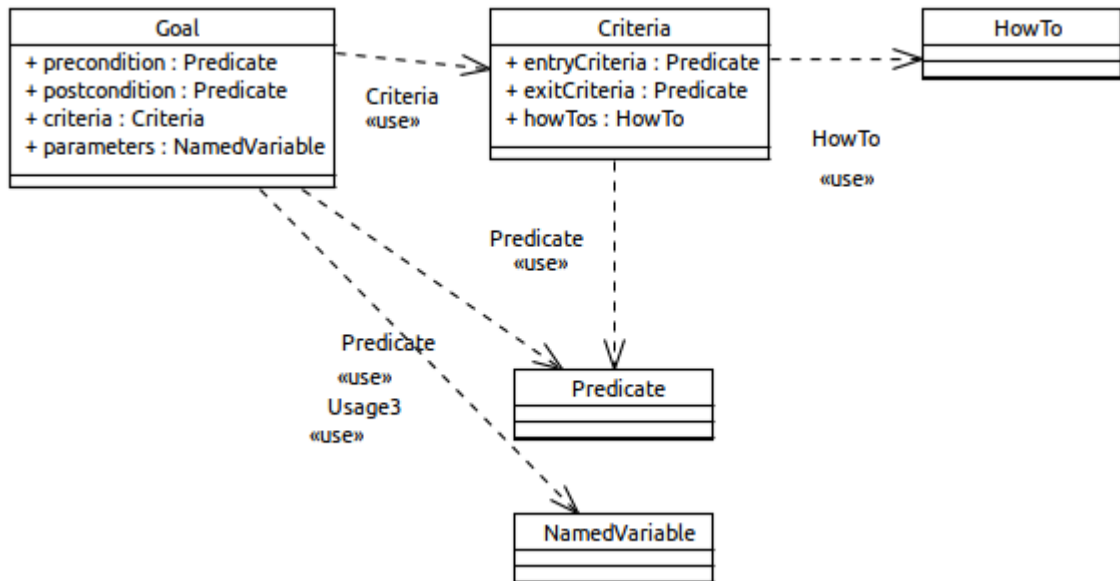 Goal
+ precondition : Predicate
+ postcondition : Predicate
+ criteria : Criteria
+ parameters : NamedVariable
Criteria
«use»
Criteria
+ entryCriteria : Predicate
+ exitCriteria : Predicate
+ howTos : HowTo
HowTo
HowTo
«use»
Predicate
«use»
Predicate
«use»
Usage3
«use»
Predicate
NamedVariable